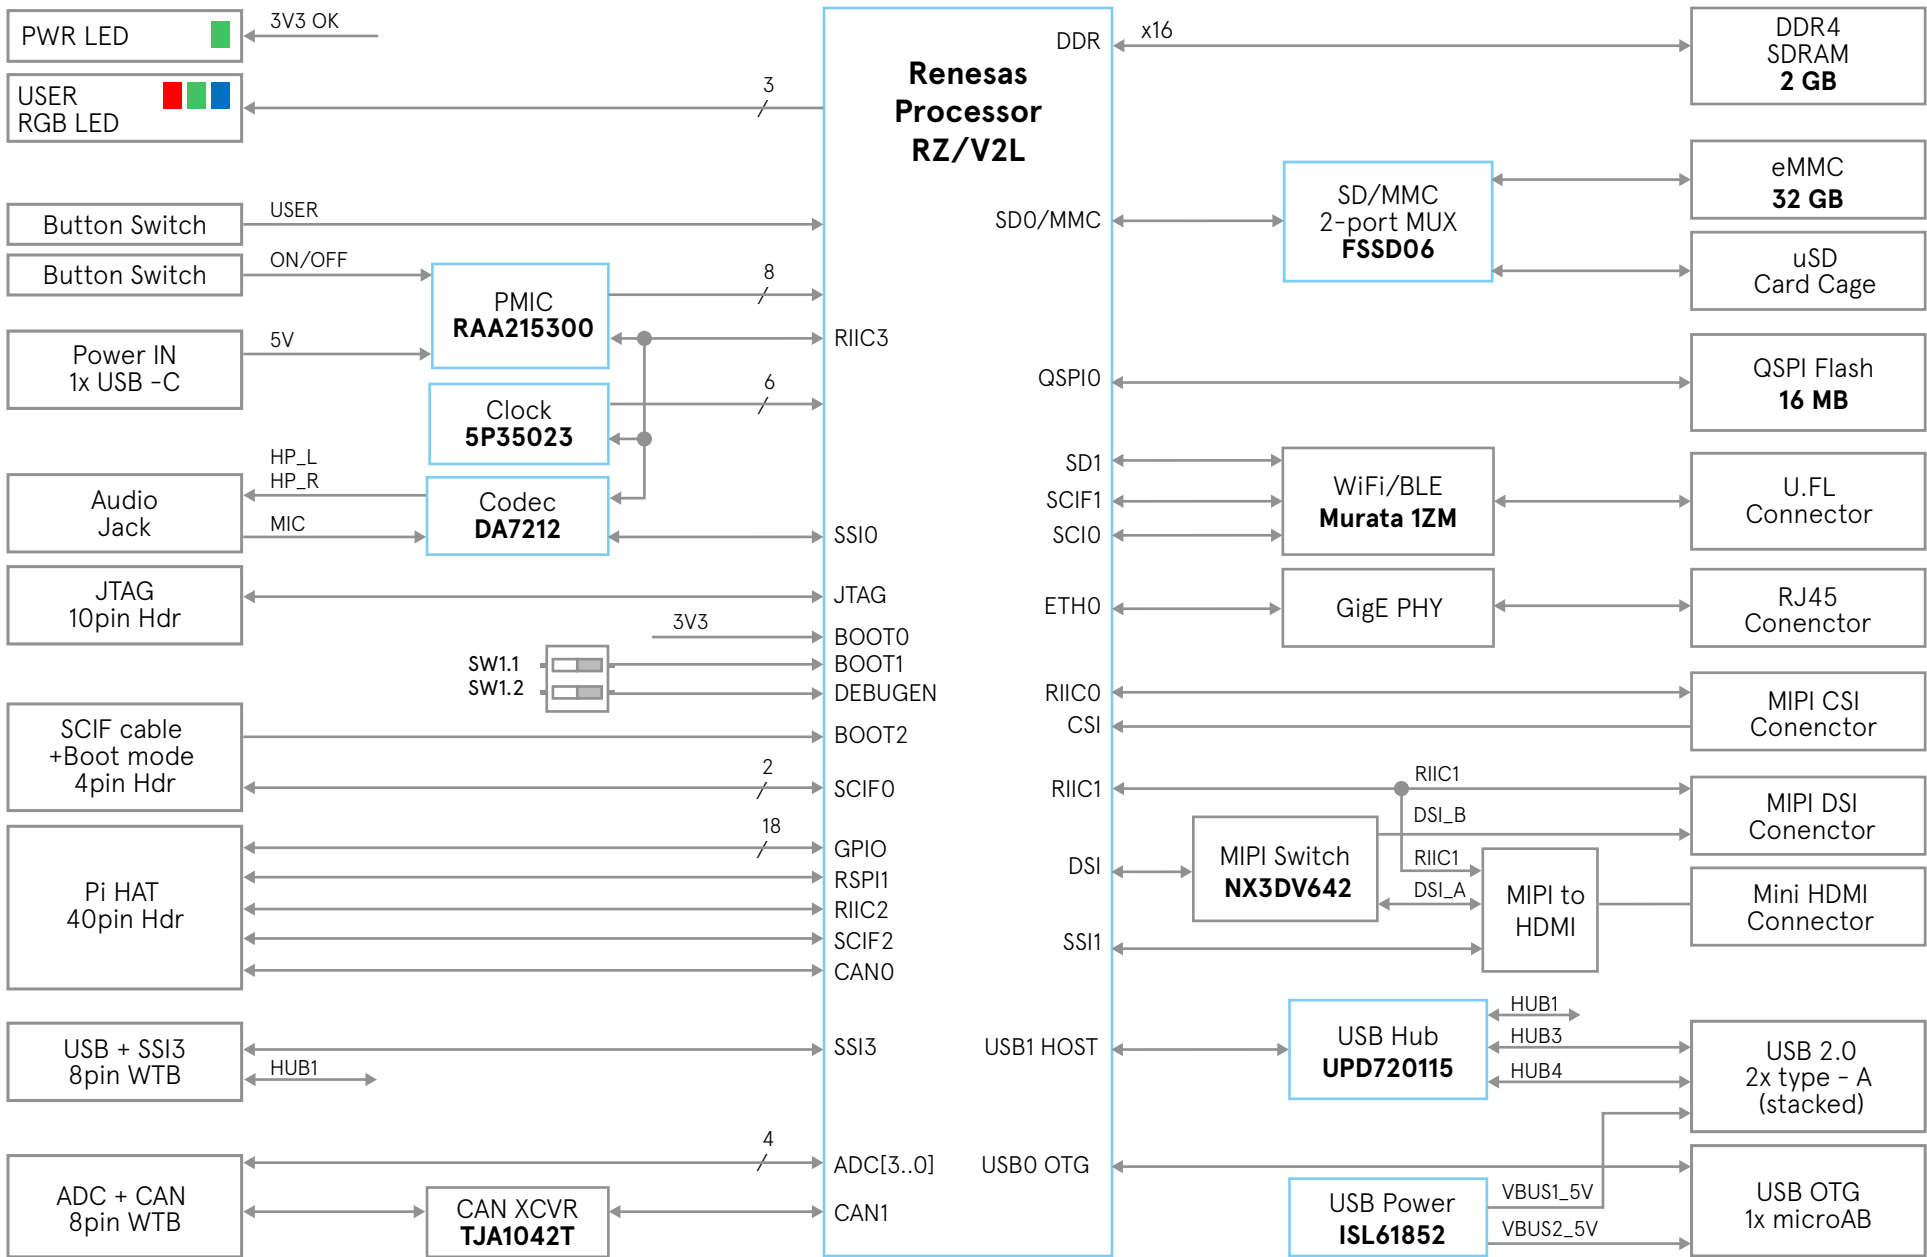 PWR LED
3V3 OK
USER
RGB LED
3
Button Switch
USER
Button Switch
ON/OFF
Power IN
1x USB -C
5V
PMIC
RAA215300
8
Clock
5P35023
6
Audio
Jack
HP_L
HP_R
MIC
Codec
DA7212
JTAG
10pin Hdr
3V3
SW1.1
SW1.2
SCIF cable
+Boot mode
4pin Hdr
2
Pi HAT
40pin Hdr
18
USB + SSI3
8pin WTB
HUB1
ADC + CAN
8pin WTB
4
CAN XCVR
TJA1042T
Renesas
Processor
RZ/V2L
RIIC3
SSI0
JTAG
BOOT0
BOOT1
DEBUGEN
BOOT2
SCIF0
GPIO
RSPI1
RIIC2
SCIF2
CAN0
SSI3
ADC[3..0]
CAN1
DDR
SD0/MMC
QSPI0
SD1
SCIF1
SCI0
ETH0
RIIC0
CSI
RIIC1
DSI
SSI1
USB1 HOST
USB0 OTG
x16
DDR4
SDRAM
2 GB
SD/MMC
2-port MUX
FSSD06
eMMC
32 GB
uSD
Card Cage
QSPI Flash
16 MB
WiFi/BLE
Murata 1ZM
U.FL
Connector
GigE PHY
RJ45
Conenctor
MIPI CSI
Conenctor
RIIC1
MIPI DSI
Conenctor
DSI_B
MIPI Switch
NX3DV642
RIIC1
DSI_A
MIPI to
HDMI
Mini HDMI
Connector
USB Hub
UPD720115
HUB1
HUB3
HUB4
USB 2.0
2x type - A
(stacked)
USB Power
ISL61852
VBUS1_5V
VBUS2_5V
USB OTG
1x microAB